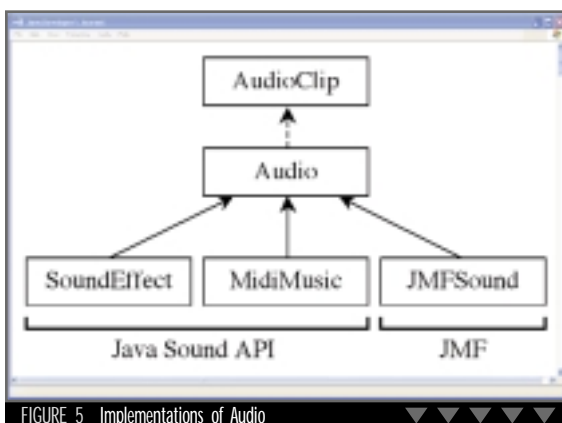 AudioClip
Audio
SoundEffect MidiMusic JMFSound
Java Sound API JMF
FIGURE 5 Implementations of Audio